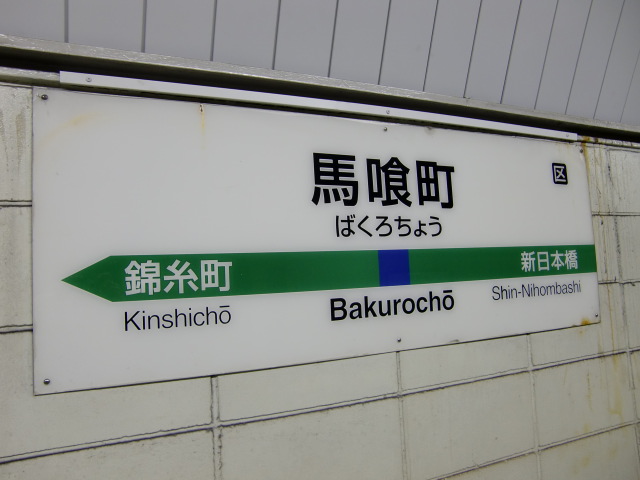 馬喰町
区
ばくろちょう
錦糸町
新日本橋
Kinshichō
Bakurochō
Shin-Nihombashi